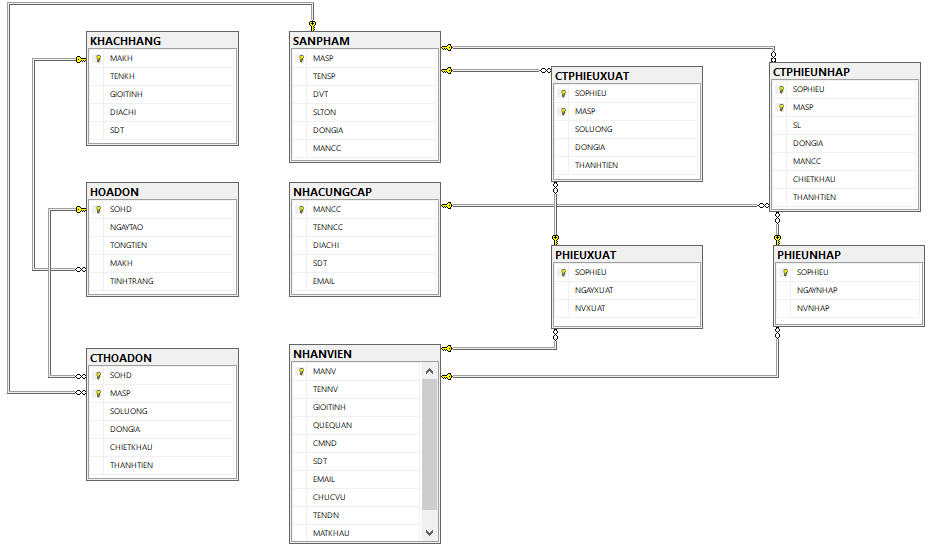 KHACHHANG
MAKH
TENKH
GIOITINH
DIACHI
SDT
SANPHAM
MASP
TENSP
DVT
SLTON
DONGIA
MANCC
CTPHIEUXUAT
SOPHIEU
MASP
SOLUONG
DONGIA
THANHTIEN
CTPHIEUNHAP
SOPHIEU
MASP
SL
DONGIA
MANCC
CHIETKHAU
THANHTIEN
HOADON
SOHD
NGAYTAO
TONGTIEN
MAKH
TINHTRANG
NHACUNGCAP
MANCC
TENNCC
DIACHI
SDT
EMAIL
PHIEUXUAT
SOPHIEU
NGAYXUAT
NVXUAT
PHIEUNHAP
SOPHIEU
NGAYNHAP
NVNHAP
CTHOADON
SOHD
MASP
SOLUONG
DONGIA
CHIETKHAU
THANHTIEN
NHANVIEN
MANV
TENNV
GIOITINH
QUEQUAN
CMND
SDT
EMAIL
CHUCVU
TENDN
MATKHAU